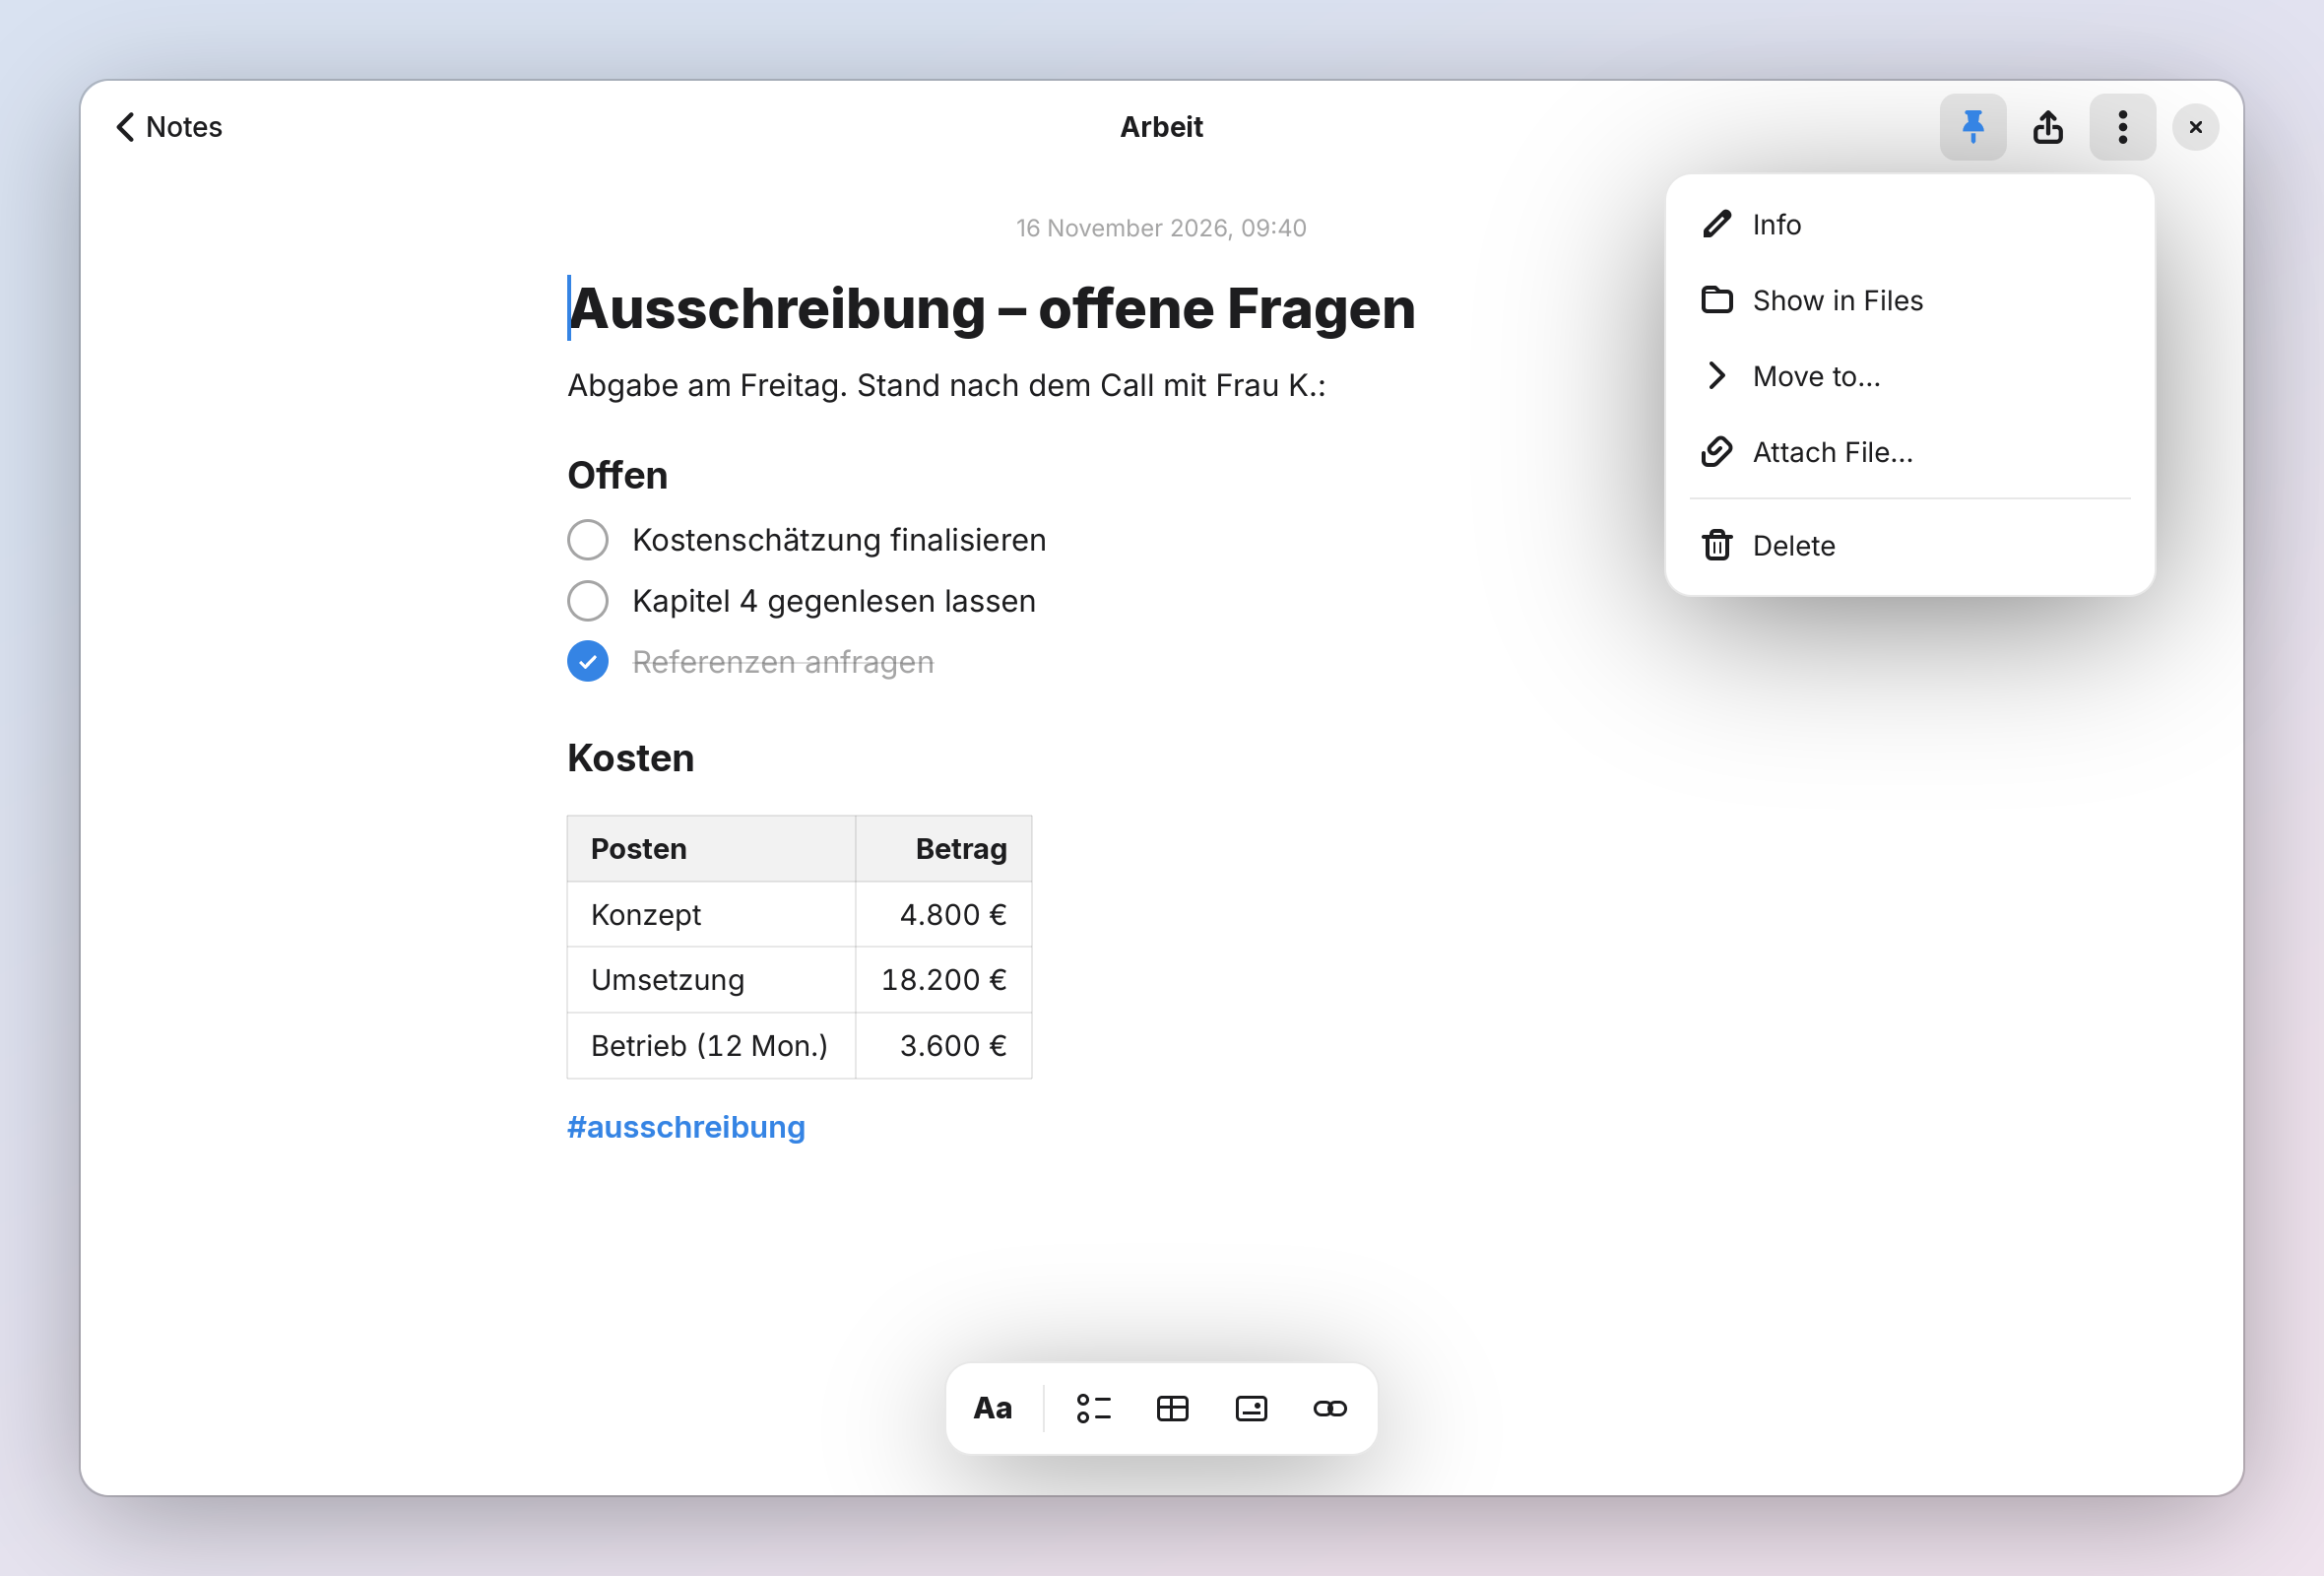 Notes
Arbeit
16 November 2026, 09:40
Ausschreibung – offene Fragen
Abgabe am Freitag. Stand nach dem Call mit Frau K.:
Offen
Kostenschätzung finalisieren
Kapitel 4 gegenlesen lassen
Referenzen anfragen
Kosten
Posten Betrag
Konzept 4.800 €
Umsetzung 18.200 €
Betrieb (12 Mon.) 3.600 €
#ausschreibung
Info
Show in Files
Move to...
Attach File...
Delete
Aa